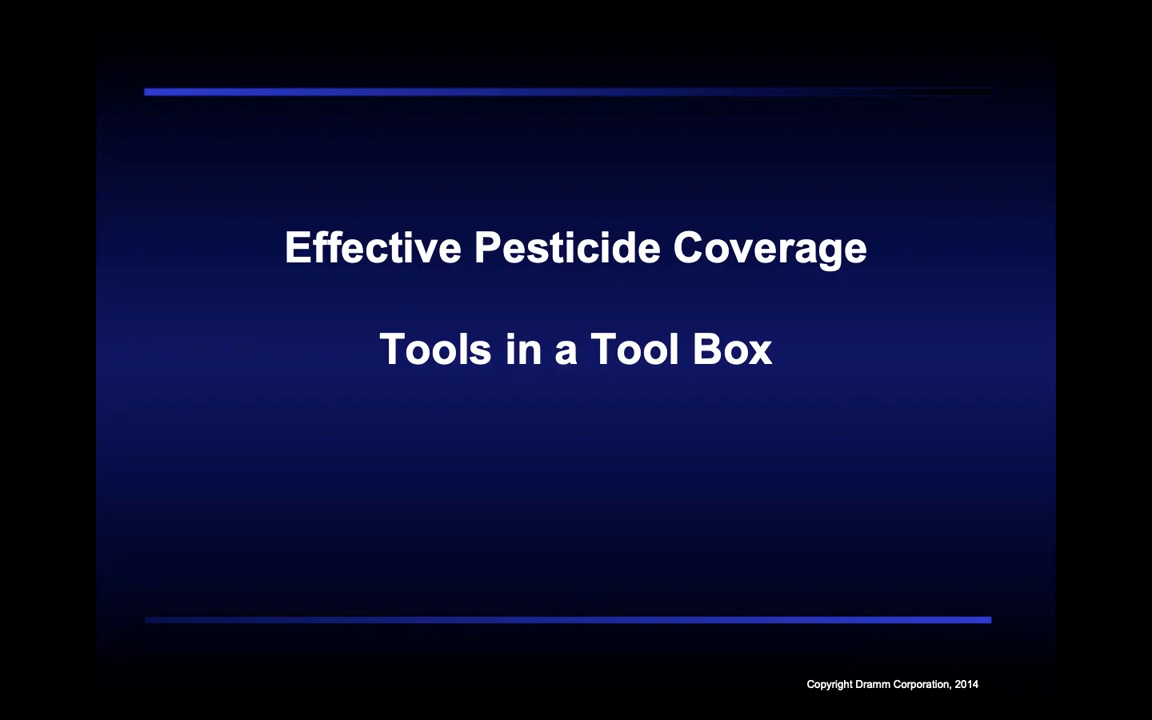 Effective Pesticide Coverage
Tools in a Tool Box
Copyright Dramm Corporation, 2014